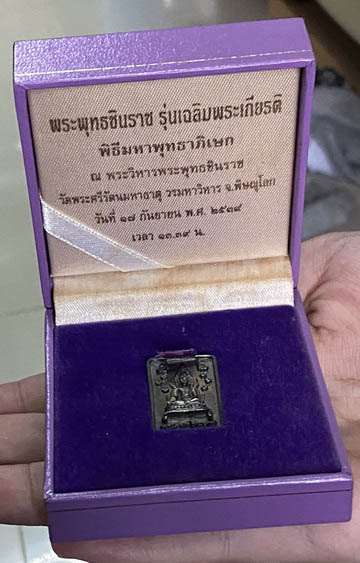 พระพุทธชินราช รุ่นเฉลิมพระเกียรติ
พิธีมหาพุทธาภิเษก
ณ พระวิหารพระพุทธชินราช
วัดพระศรีรัตนมหาธาตุ วรมหาวิหาร จ.พิษณุโลก
วันที่ ๑๘ กันยายน พ.ศ. ๒๕๓๔
เวลา ๑๓.๓๙ น.